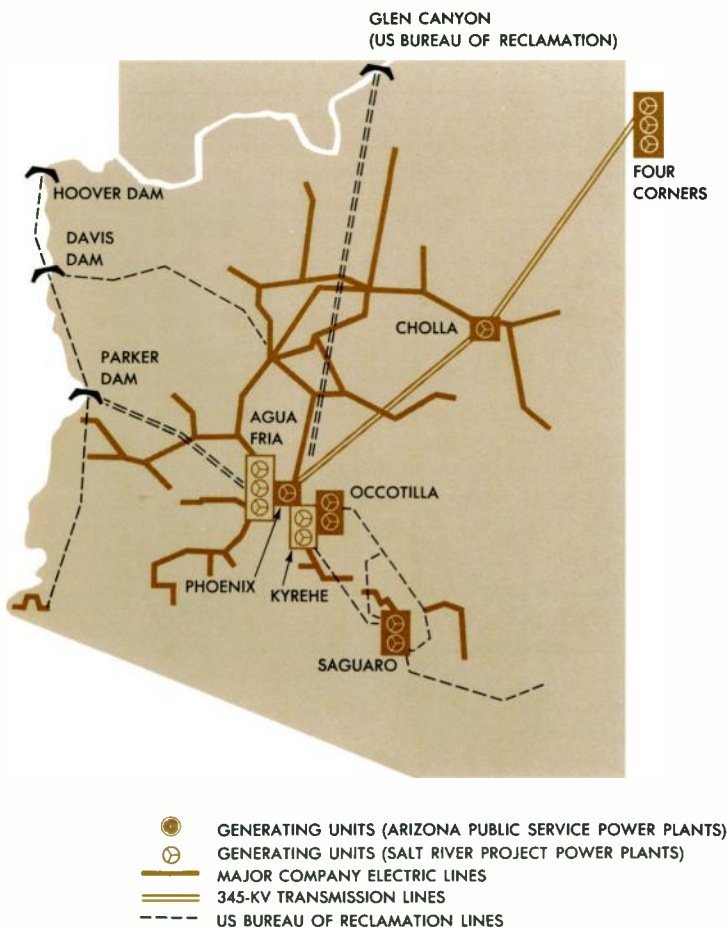 GLEN CANYON
(US BUREAU OF RECLAMATION)
FOUR
CORNERS
HOOVER DAM
DAVIS
DAM
CHOLLA
PARKER
DAM
AGUA
FRIA
OCCOTILLA
PHOENIX
KYREHE
SAGUARO
GENERATING UNITS (ARIZONA PUBLIC SERVICE POWER PLANTS)
GENERATING UNITS (SALT RIVER PROJECT POWER PLANTS)
MAJOR COMPANY ELECTRIC LINES
345-KV TRANSMISSION LINES
US BUREAU OF RECLAMATION LINES